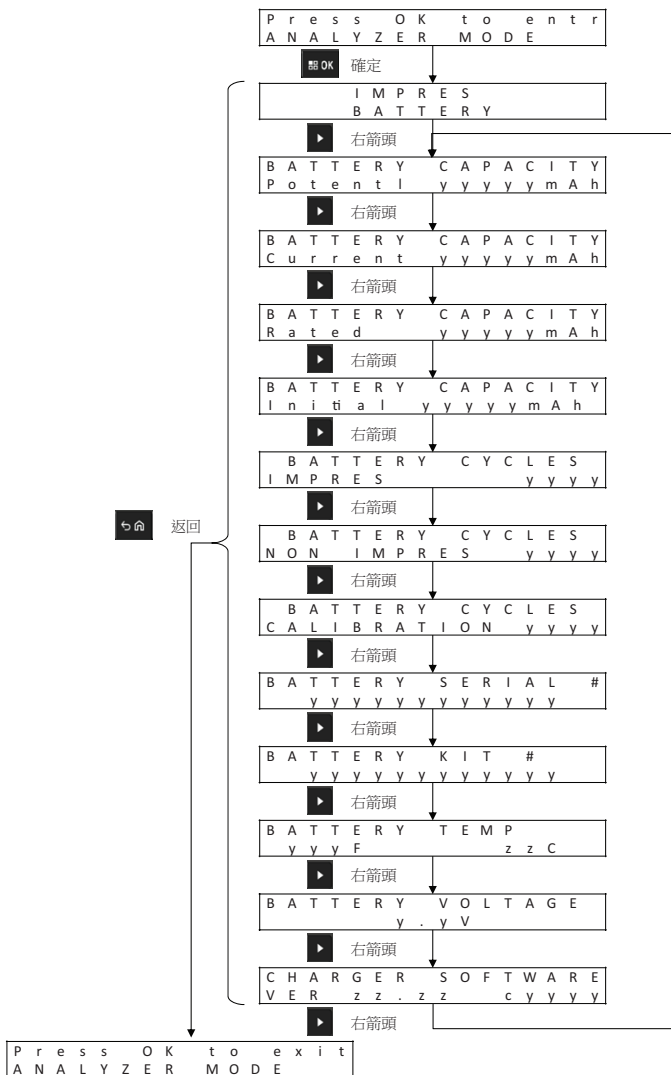 Press OK to entr
ANALYZER MODE
OK 確定
IMPRES
BATTERY
右箭頭
BATTERY CAPACITY
Potentl yyyyymAh
右箭頭
BATTERY CAPACITY
Current yyyyymAh
右箭頭
BATTERY CAPACITY
Rated yyyyymAh
右箭頭
BATTERY CAPACITY
Initial yyyyymAh
右箭頭
BATTERY CYCLES
IMPRES yyyy
右箭頭
返回
BATTERY CYCLES
NON IMPRES yyyy
右箭頭
BATTERY CYCLES
CALIBRATION yyyy
右箭頭
BATTERY SERIAL #
yyyyyyyyyyyy
右箭頭
BATTERY KIT #
yyyyyyyyyyyy
右箭頭
BATTERY TEMP
yyyF zzC
右箭頭
BATTERY VOLTAGE
y.yV
右箭頭
CHARGER SOFTWARE
VER zz.zz cyyyy
右箭頭
Press OK to exit
ANALYZER MODE